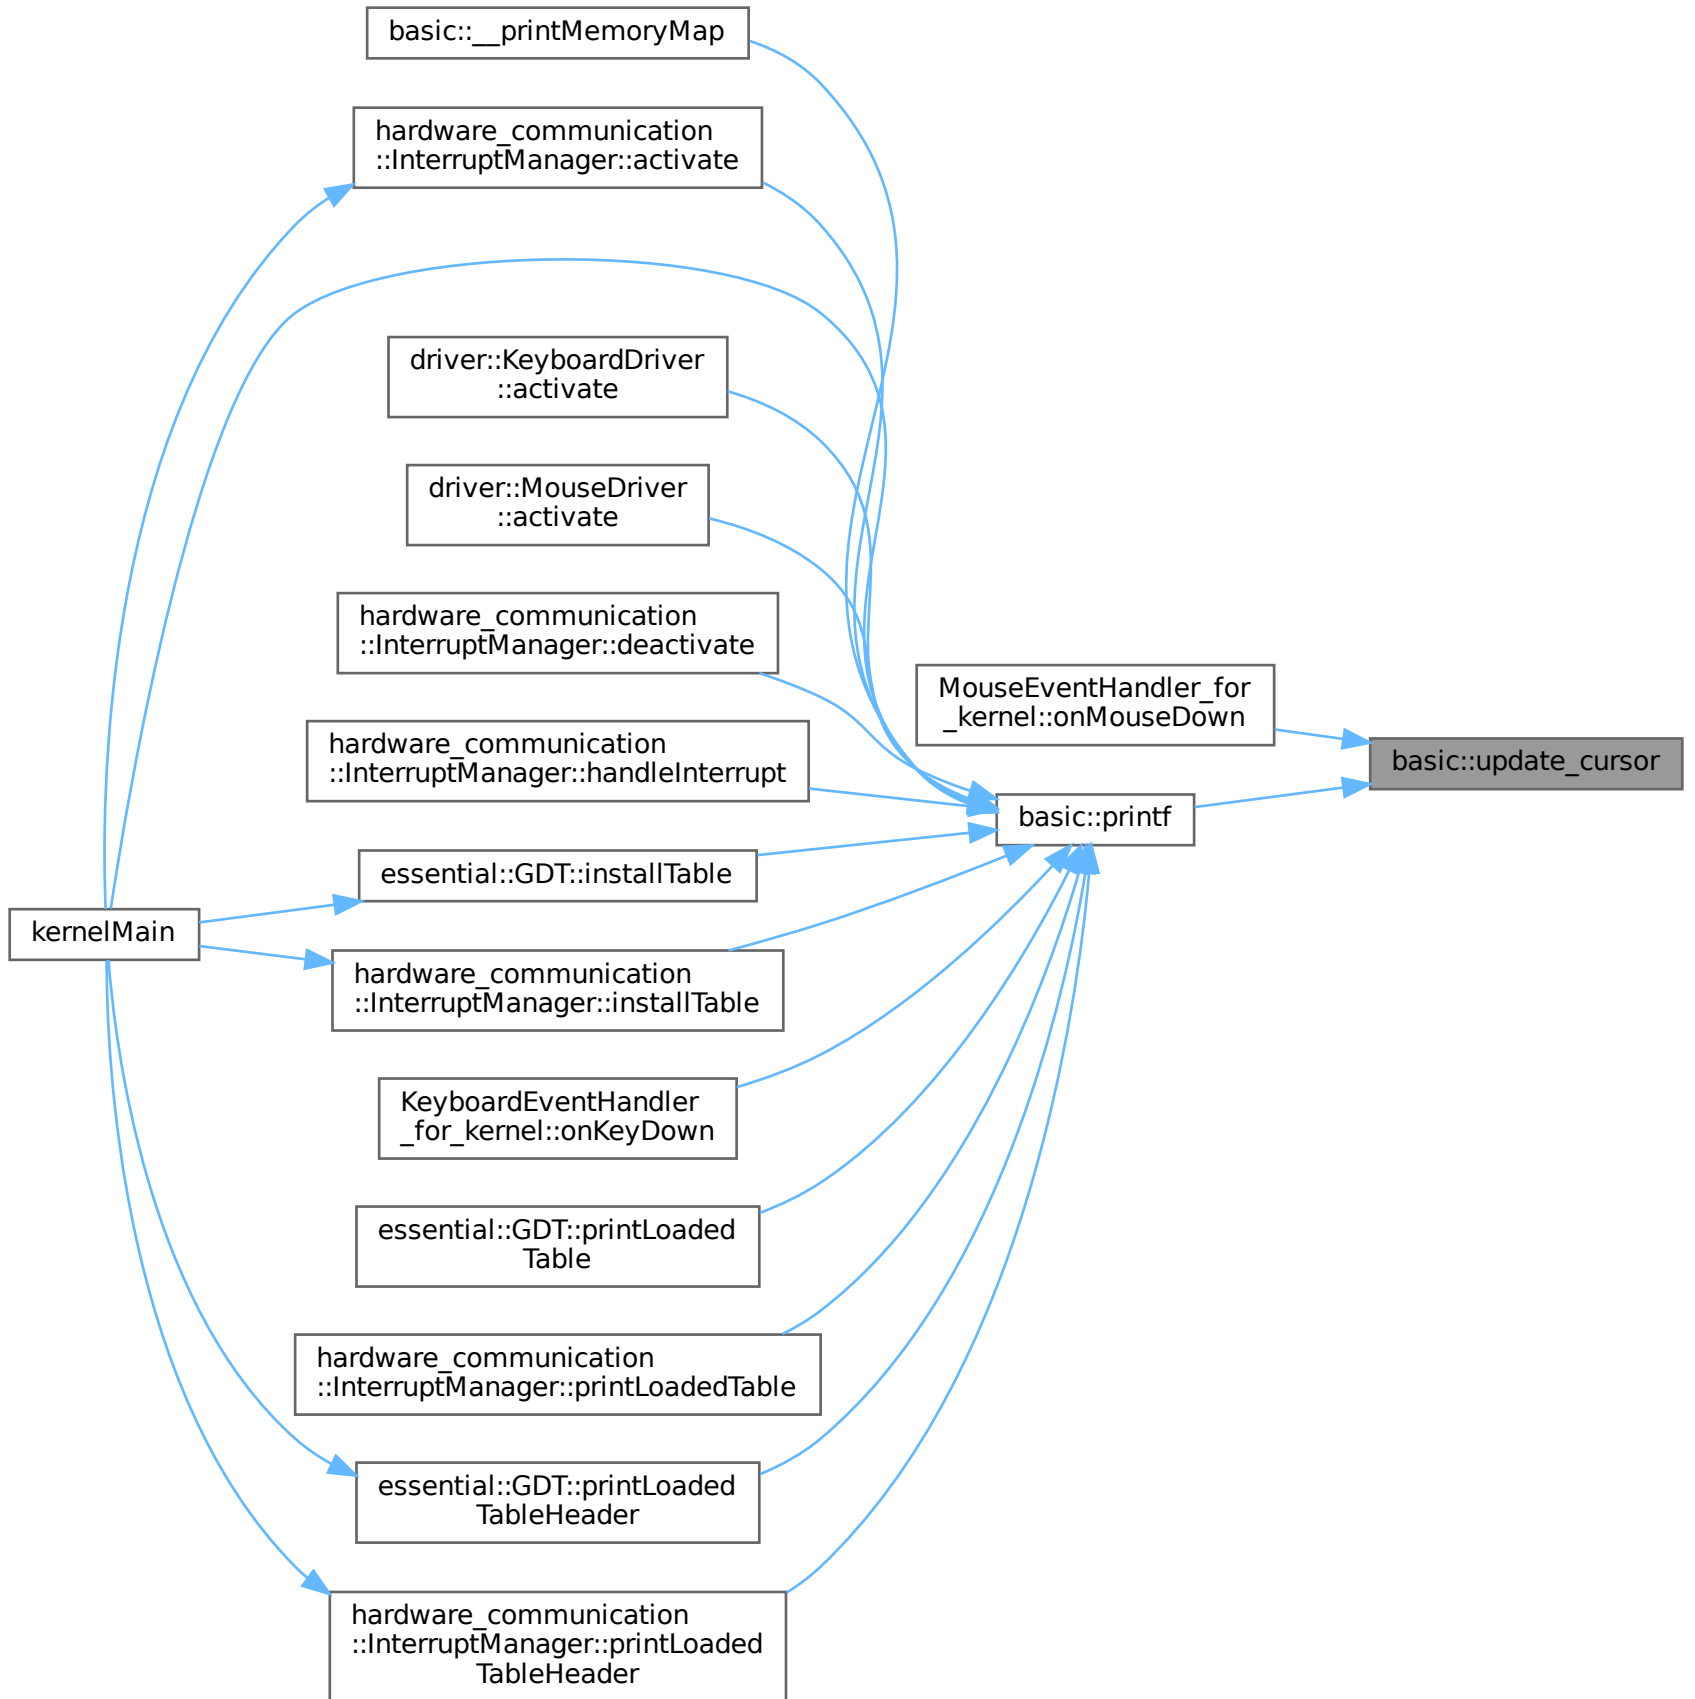 basic::__printMemoryMap
hardware_communication
::InterruptManager::activate
driver::KeyboardDriver
::activate
driver::MouseDriver
::activate
hardware_communication
::InterruptManager::deactivate
hardware_communication
::InterruptManager::handleInterrupt
essential::GDT::installTable
kernelMain
hardware_communication
::InterruptManager::installTable
KeyboardEventHandler
_for_kernel::onKeyDown
essential::GDT::printLoaded
Table
hardware_communication
::InterruptManager::printLoadedTable
essential::GDT::printLoaded
TableHeader
hardware_communication
::InterruptManager::printLoaded
TableHeader
MouseEventHandler_for
_kernel::onMouseDown
basic::printf
basic::update_cursor